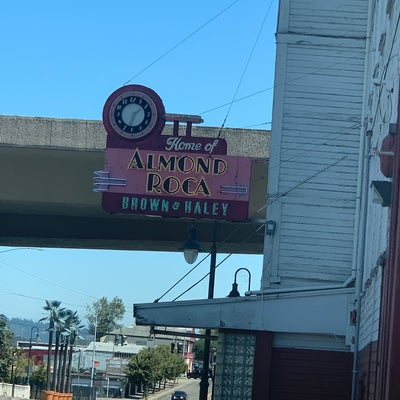 Home of
ALMOND
ROCA
BROWN & HALEY